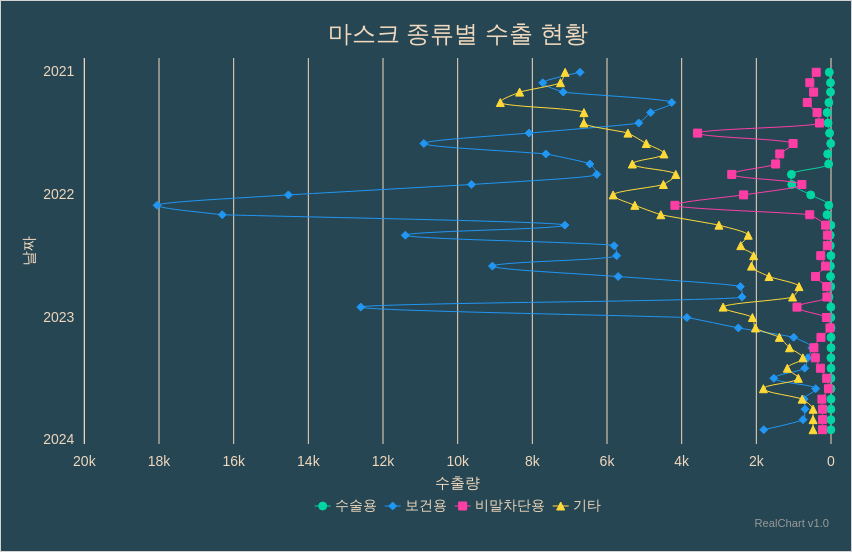 마스크 종류별 수출 현황
2021
2022
날짜
2023
2024
20k 18k 16k 14k 12k 10k 8k 6k 4k 2k 0
수출량
수술용 보건용 비말차단용 기타
RealChart v1.0